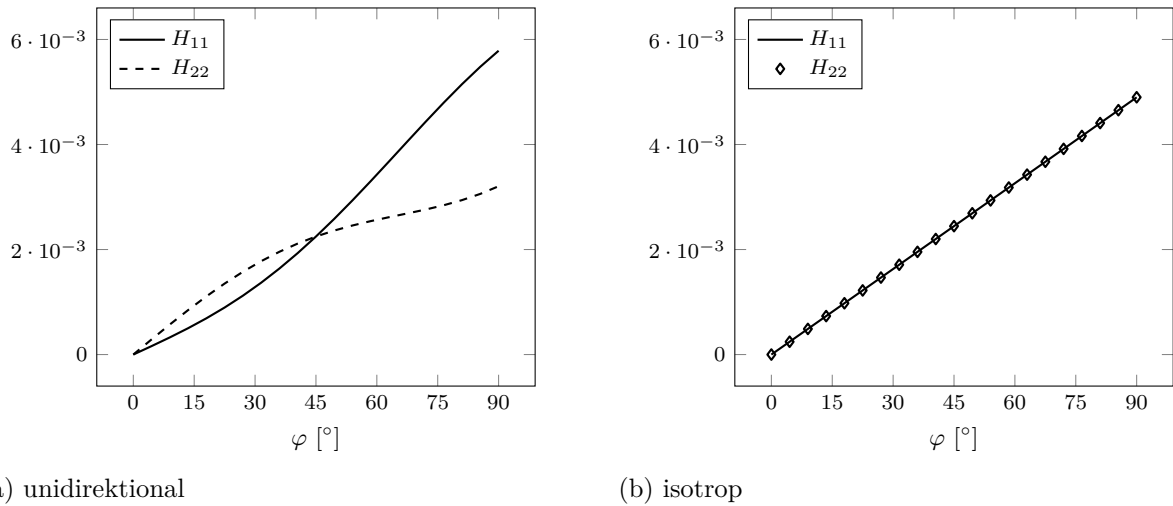 6 · 10⁻³
4 · 10⁻³
2 · 10⁻³
0
H₁₁
H₂₂
0 15 30 45 60 75 90
φ [°]
) unidirektional
6 · 10⁻³
4 · 10⁻³
2 · 10⁻³
0
H₁₁
H₂₂
0 15 30 45 60 75 90
φ [°]
(b) isotrop